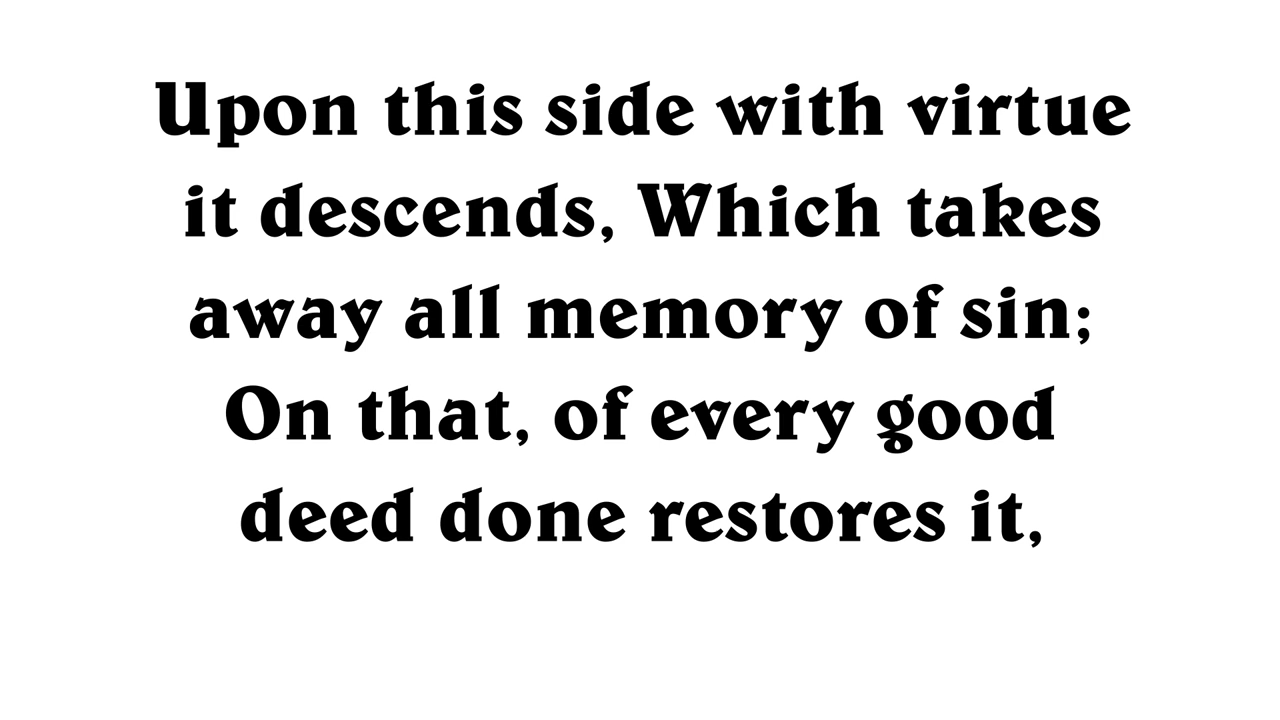 Upon this side with virtue
it descends, Which takes
away all memory of sin;
On that, of every good
deed done restores it,